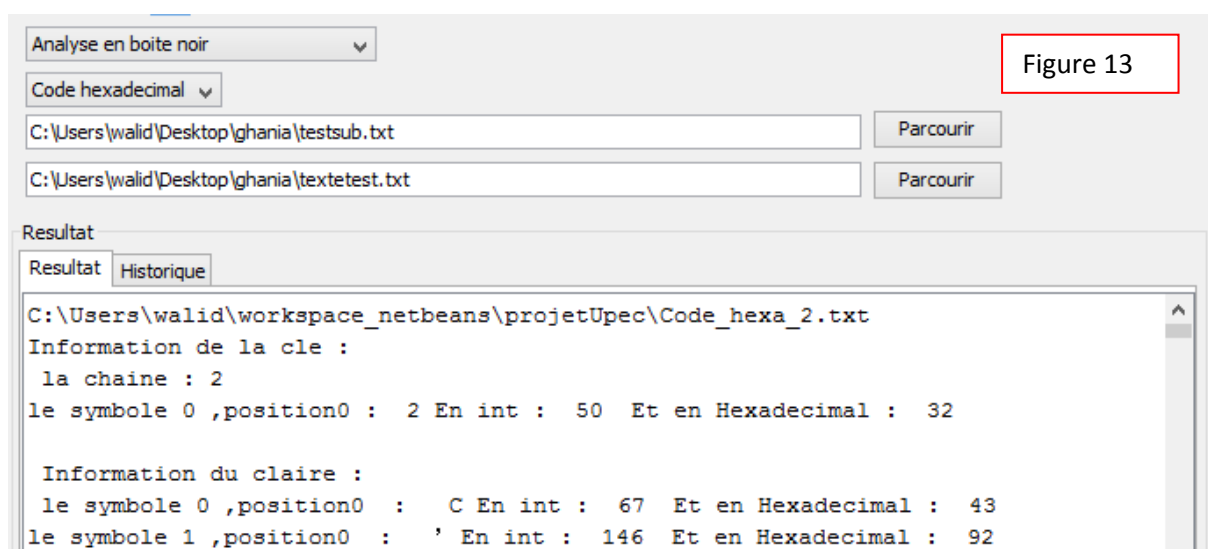 Analyse en boite noir
Figure 13
Code hexadecimal
C:\Users\walid\Desktop\ghania\testsub.txt
Parcourir
C:\Users\walid\Desktop\ghania\textetest.txt
Parcourir
Resultat
Resultat Historique
C:\Users\walid\workspace_netbeans\projetUpec\Code_hexa_2.txt
Information de la cle :
la chaine : 2
le symbole 0 ,position0 : 2 En int : 50 Et en Hexadecimal : 32
Information du claire :
le symbole 0 ,position0 : C En int : 67 Et en Hexadecimal : 43
le symbole 1 ,position0 : ’ En int : 146 Et en Hexadecimal : 92